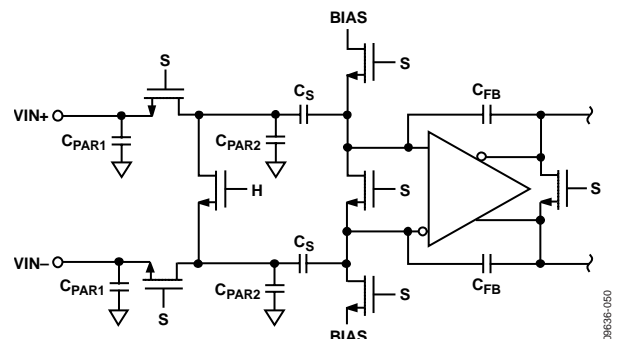 BIAS
S
S
CS
CFB
VIN+
CPAR1
CPAR2
S
H
S
CS
VIN–
CPAR1
CPAR2
S
S
CFB
BIAS
09636-050